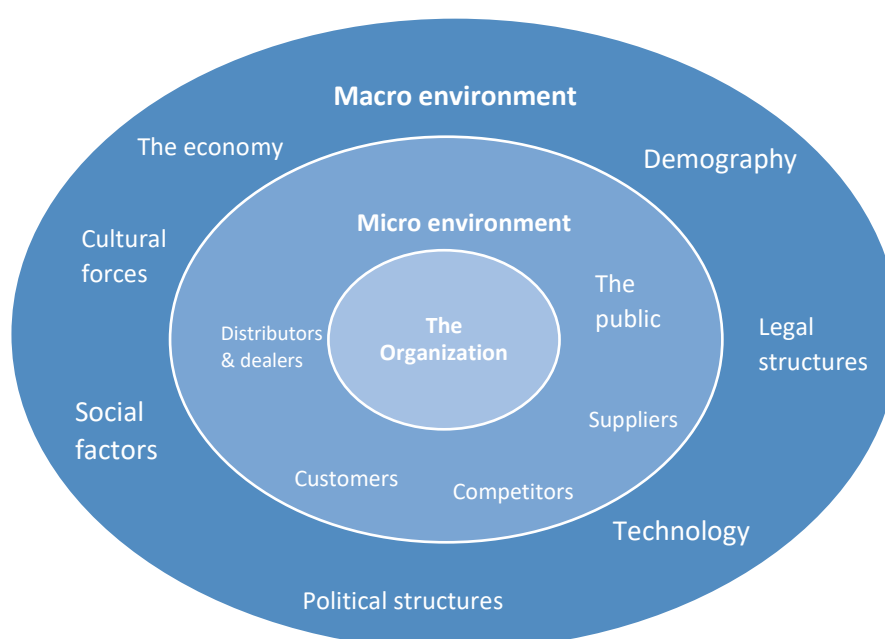 Macro environment
The economy
Demography
Cultural
forces
Micro environment
The
public
Distributors
& dealers
The
Organization
Legal
structures
Social
factors
Suppliers
Customers
Competitors
Technology
Political structures